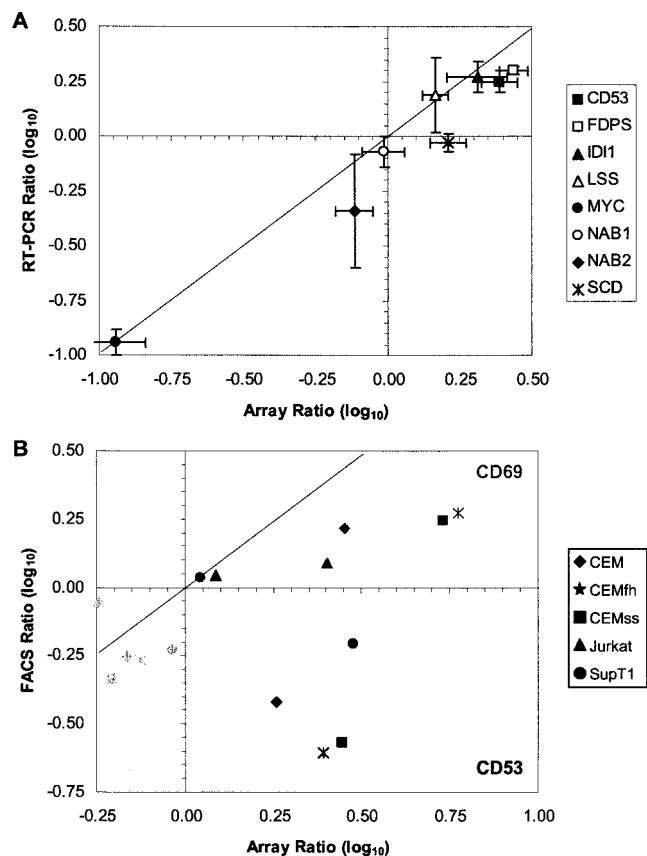 A
RT-PCR Ratio (log10)
0.50
0.25
0.00
-0.25
-0.50
-0.75
-1.00
-1.00 -0.75 -0.50 -0.25 0.00 0.25 0.50
Array Ratio (log10)
CD53
FDPS
IDI1
LSS
MYC
NAB1
NAB2
SCD
B
FACS Ratio (log10)
0.50
0.25
0.00
-0.25
-0.50
-0.75
-0.25 0.00 0.25 0.50 0.75 1.00
Array Ratio (log10)
CD69
CD53
CEM
CEMfh
CEMss
Jurkat
SupT1